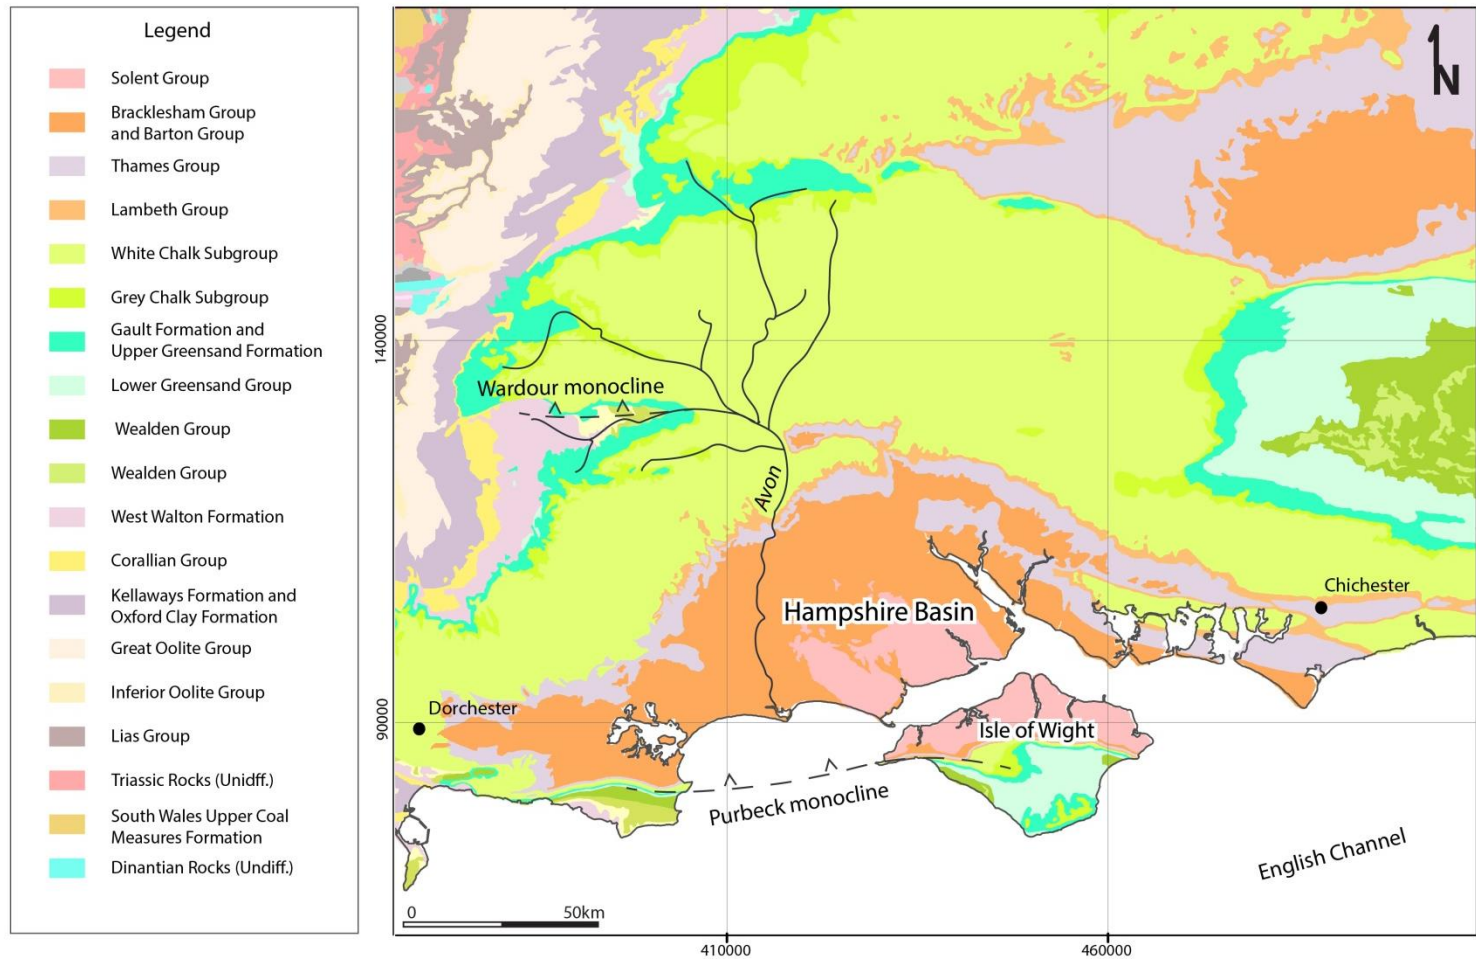 Legend
Solent Group
Bracklesham Group
and Barton Group
Thames Group
Lambeth Group
White Chalk Subgroup
Grey Chalk Subgroup
Gault Formation and
Upper Greensand Formation
Lower Greensand Group
Wealden Group
Wealden Group
West Walton Formation
Corallian Group
Kellaways Formation and
Oxford Clay Formation
Great Oolite Group
Inferior Oolite Group
Lias Group
Triassic Rocks (Unidiff.)
South Wales Upper Coal
Measures Formation
Dinantian Rocks (Undiff.)
N
140000
90000
Wardour monocline
Avon
Hampshire Basin
Chichester
Dorchester
Isle of Wight
Purbeck monocline
English Channel
0 50km
410000 460000